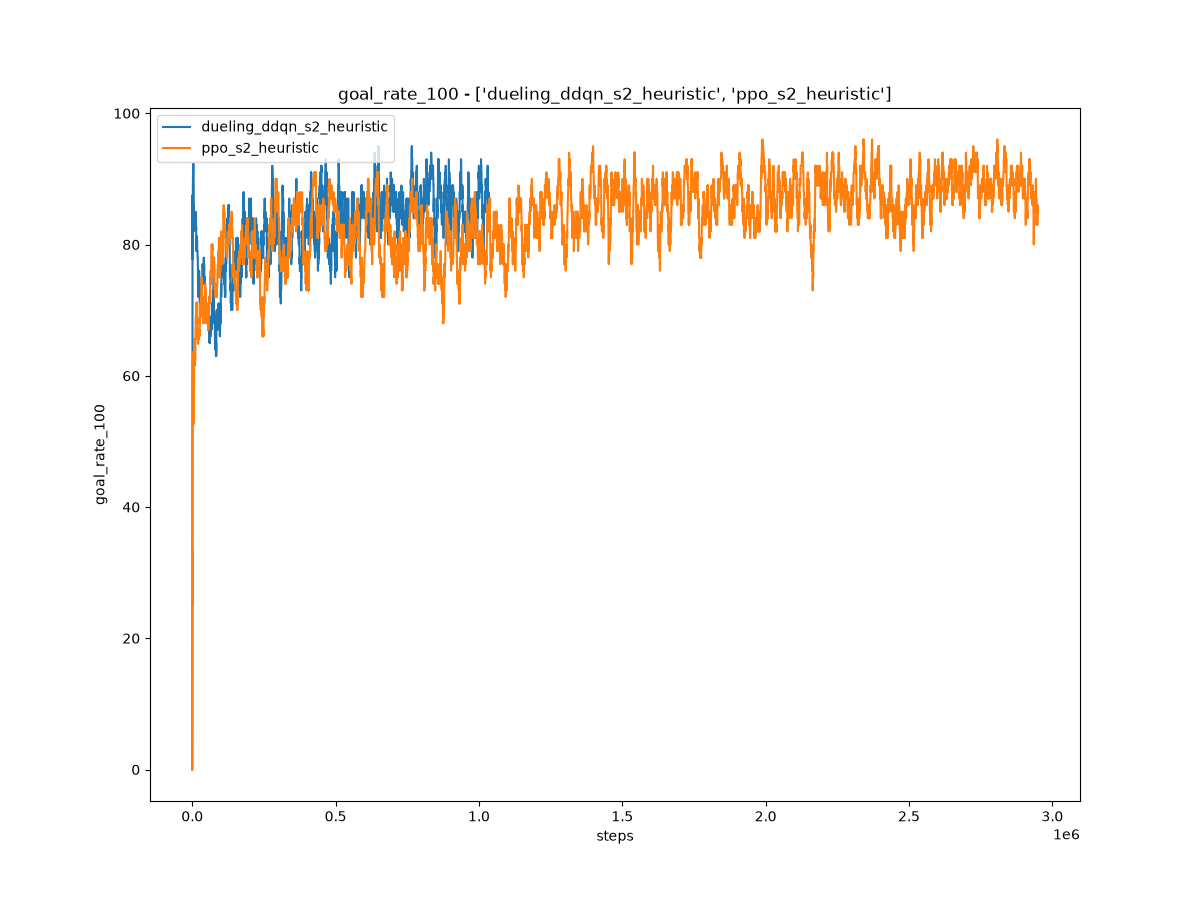 goal_rate_100 - ['dueling_ddqn_s2_heuristic', 'ppo_s2_heuristic']
dueling_ddqn_s2_heuristic
ppo_s2_heuristic
100
80
60
40
20
0
goal_rate_100
0.0 0.5 1.0 1.5 2.0 2.5 3.0
steps
1e6